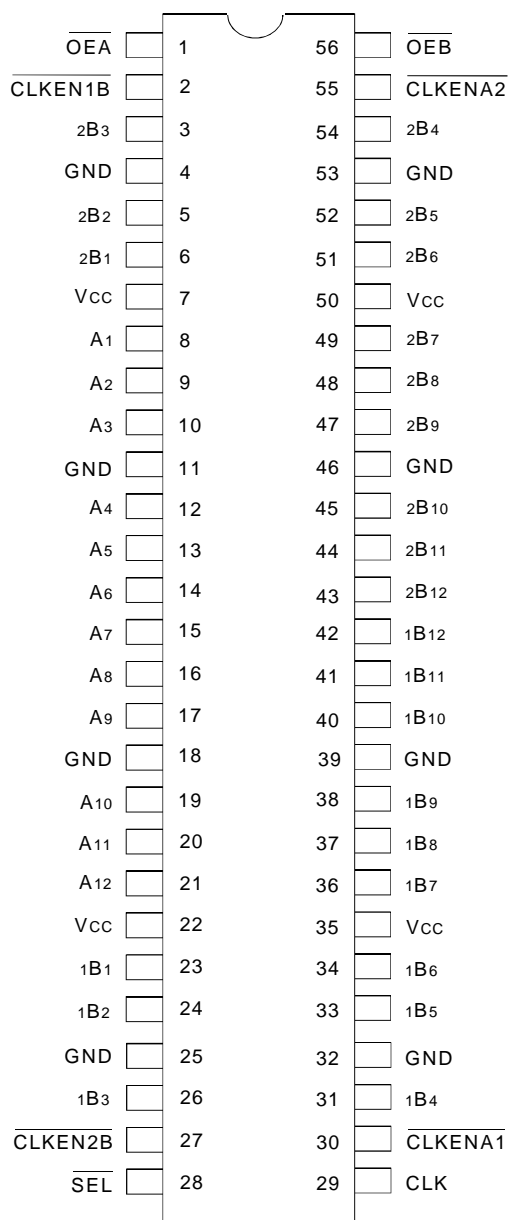 OEA 1 56 OEB
CLKEN1B 2 55 CLKENA2
2B3 3 54 2B4
GND 4 53 GND
2B2 5 52 2B5
2B1 6 51 2B6
VCC 7 50 VCC
A1 8 49 2B7
A2 9 48 2B8
A3 10 47 2B9
GND 11 46 GND
A4 12 45 2B10
A5 13 44 2B11
A6 14 43 2B12
A7 15 42 1B12
A8 16 41 1B11
A9 17 40 1B10
GND 18 39 GND
A10 19 38 1B9
A11 20 37 1B8
A12 21 36 1B7
VCC 22 35 VCC
1B1 23 34 1B6
1B2 24 33 1B5
GND 25 32 GND
1B3 26 31 1B4
CLKEN2B 27 30 CLKENA1
SEL 28 29 CLK